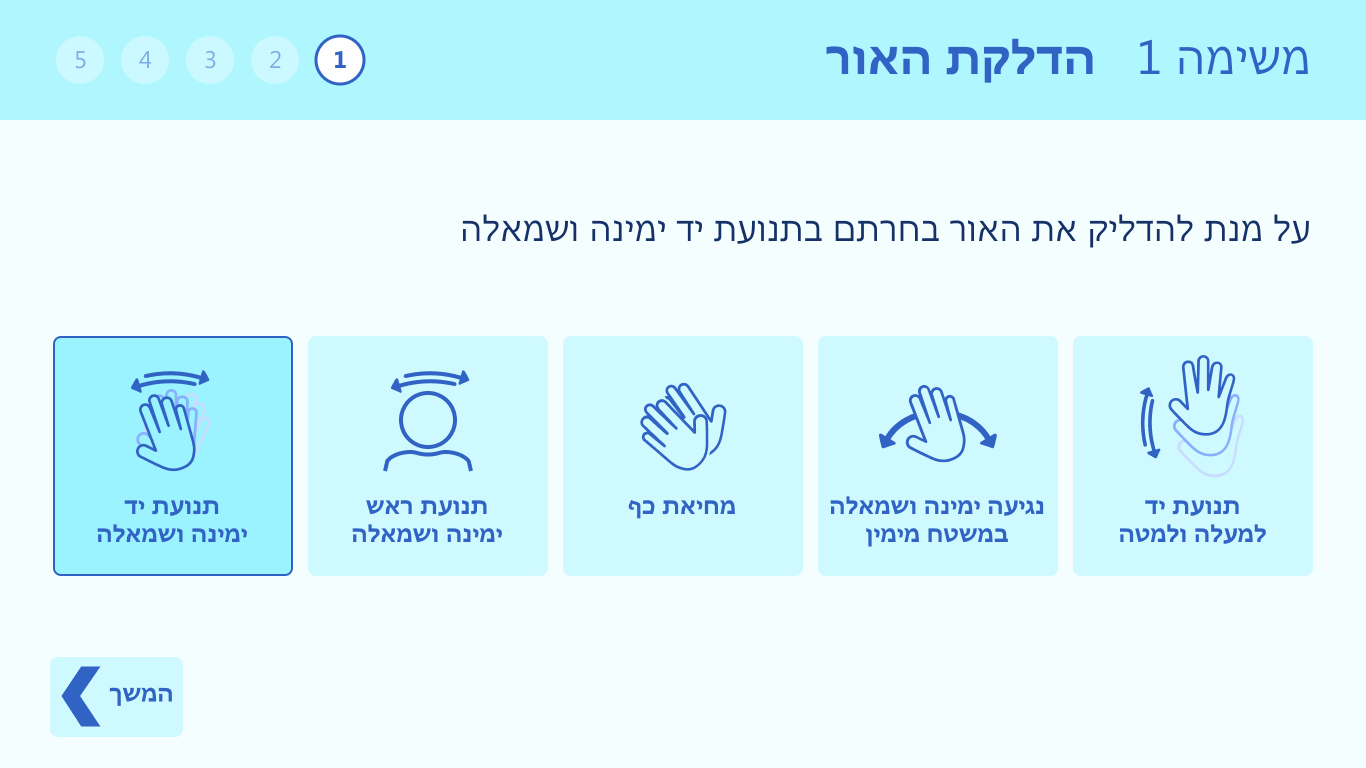 משימה 1 הדלקת האור
1 2 3 4 5
על מנת להדליק את האור בחרתם בתנועת יד ימינה ושמאלה
תנועת יד
למעלה ולמטה
נגיעה ימינה ושמאלה
במשטח מימין
מחיאת כף
תנועת ראש
ימינה ושמאלה
תנועת יד
ימינה ושמאלה
המשך